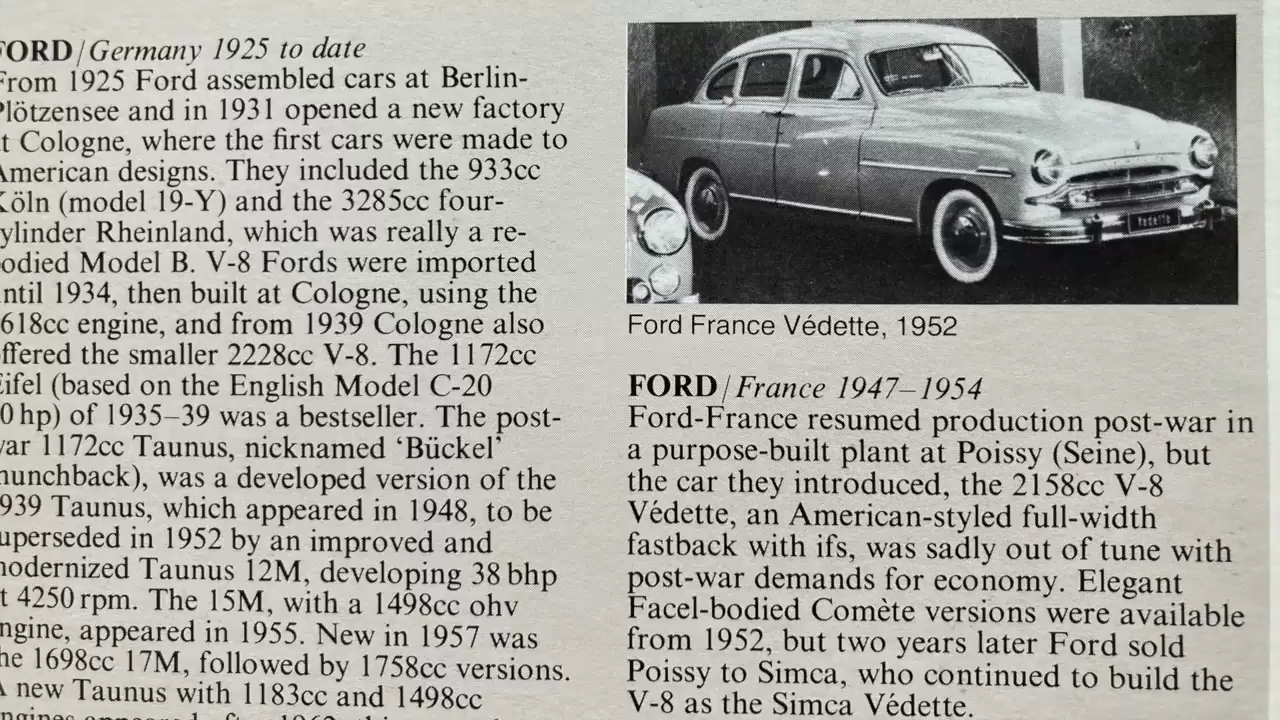 FORD/Germany 1925 to date
From 1925 Ford assembled cars at Berlin-
Plötzensee and in 1931 opened a new factory
at Cologne, where the first cars were made to
American designs. They included the 933cc
Köln (model 19-Y) and the 3285cc four-
cylinder Rheinland, which was really a re-
bodied Model B. V-8 Fords were imported
until 1934, then built at Cologne, using the
618cc engine, and from 1939 Cologne also
offered the smaller 2228cc V-8. The 1172cc
Eifel (based on the English Model C-20
0 hp) of 1935–39 was a bestseller. The post-
war 1172cc Taunus, nicknamed ‘Bückel’
hunchback), was a developed version of the
939 Taunus, which appeared in 1948, to be
superseded in 1952 by an improved and
modernized Taunus 12M, developing 38 bhp
at 4250 rpm. The 15M, with a 1498cc ohv
engine, appeared in 1955. New in 1957 was
the 1698cc 17M, followed by 1758cc versions.
A new Taunus with 1183cc and 1498cc
Vedette
Ford France Védette, 1952
FORD/France 1947–1954
Ford-France resumed production post-war in
a purpose-built plant at Poissy (Seine), but
the car they introduced, the 2158cc V-8
Védette, an American-styled full-width
fastback with ifs, was sadly out of tune with
post-war demands for economy. Elegant
Facel-bodied Comète versions were available
from 1952, but two years later Ford sold
Poissy to Simca, who continued to build the
V-8 as the Simca Védette.